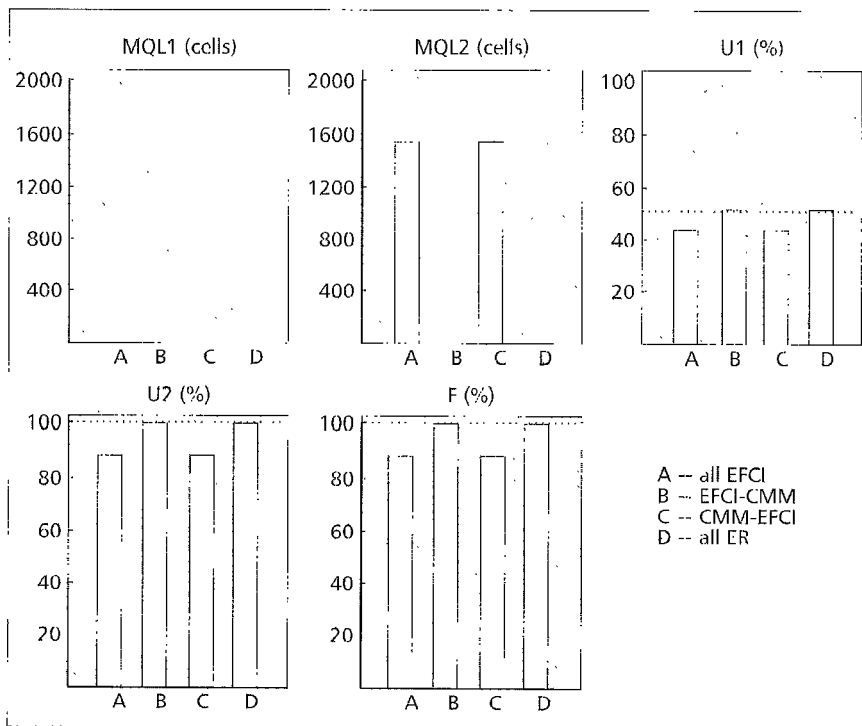 MQL1 (cells)
2000
1600
1200
800
400
A B C D
MQL2 (cells)
2000
1600
1200
800
400
A B C D
U1 (%)
100
80
60
40
20
A B C D
U2 (%)
100
80
60
40
20
A B C D
F (%)
100
80
60
40
20
A B C D
A -- all EFCI
B -- EFCI-CMM
C -- CMM-EFCI
D -- all ER